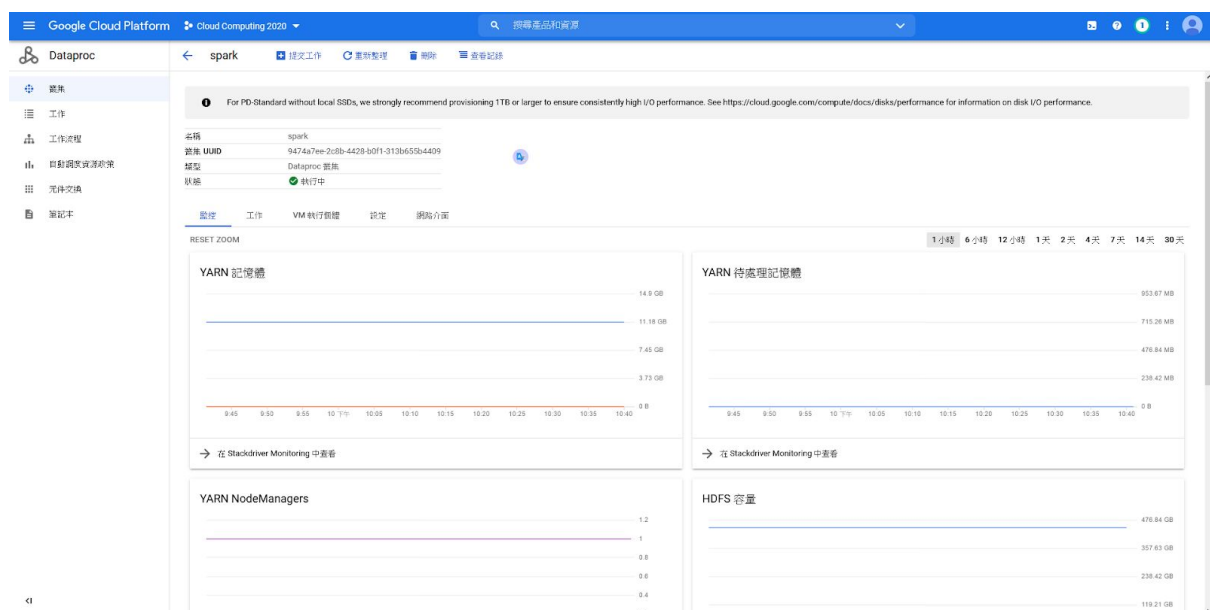 Google Cloud Platform
Cloud Computing 2020
搜尋產品和資源
1
Dataproc
spark
提交工作
重新整理
刪除
查看記錄
叢集
工作
工作流程
自動調度資源政策
元件交換
筆記本
For PD-Standard without local SSDs, we strongly recommend provisioning 1TB or larger to ensure consistently high I/O performance. See https://cloud.google.com/compute/docs/disks/performance for information on disk I/O performance.
名稱 spark
叢集 UUID 9474a7ee-2c8b-4428-b0f1-313b655b4409
類型 Dataproc 叢集
狀態 執行中
監控 工作 VM 執行個體 設定 網路介面
RESET ZOOM
1 小時 6 小時 12 小時 1 天 2 天 4 天 7 天 14 天 30 天
YARN 記憶體
14.9 GB
11.18 GB
7.45 GB
3.73 GB
0 B
9:45 9:50 9:55 10 下午 10:05 10:10 10:15 10:20 10:25 10:30 10:35 10:40
在 Stackdriver Monitoring 中查看
YARN 待處理記憶體
953.67 MB
715.26 MB
476.84 MB
238.42 MB
0 B
9:45 9:50 9:55 10 下午 10:05 10:10 10:15 10:20 10:25 10:30 10:35 10:40
在 Stackdriver Monitoring 中查看
YARN NodeManagers
1.2
1
0.8
0.6
0.4
HDFS 容量
476.84 GB
357.63 GB
238.42 GB
119.21 GB